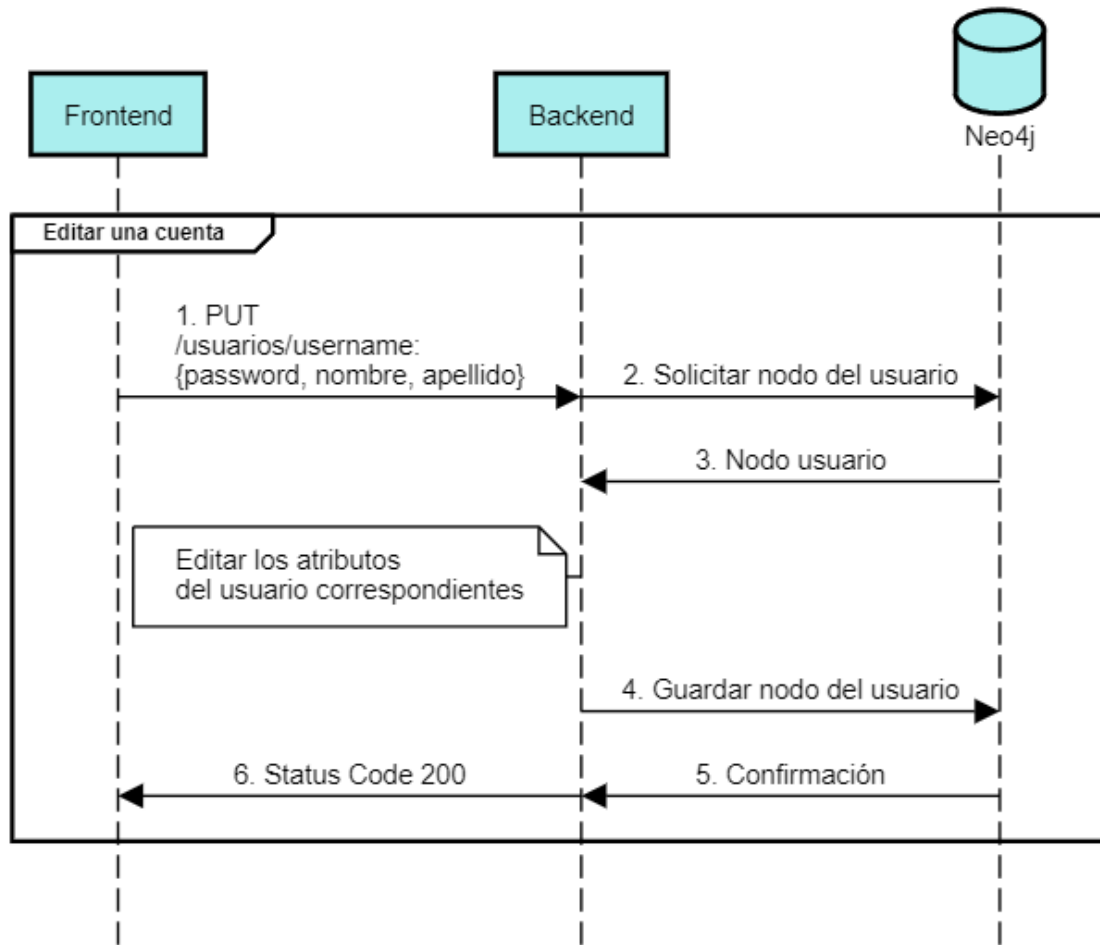 Frontend
Backend
Neo4j
Editar una cuenta
1. PUT
/usuarios/username:
{password, nombre, apellido}
2. Solicitar nodo del usuario
3. Nodo usuario
Editar los atributos
del usuario correspondientes
4. Guardar nodo del usuario
6. Status Code 200
5. Confirmación